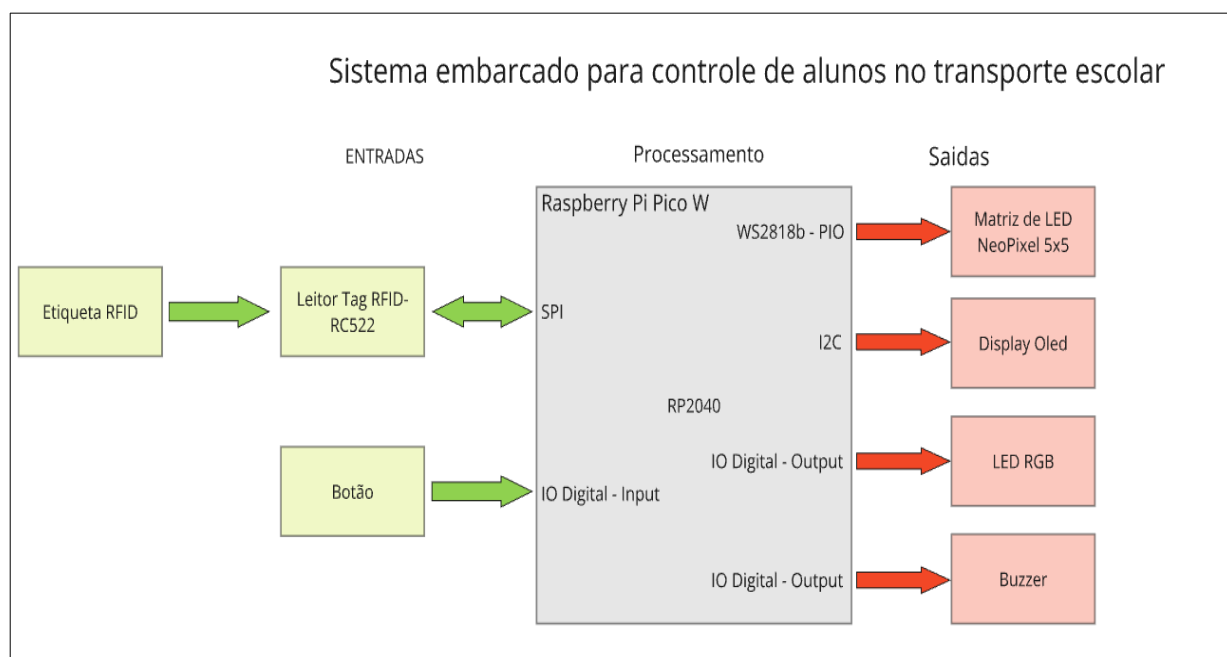 Sistema embarcado para controle de alunos no transporte escolar
ENTRADAS
Processamento
Saidas
Raspberry Pi Pico W
WS2818b - PIO
Matriz de LED
NeoPixel 5x5
Etiqueta RFID
Leitor Tag RFID-
RC522
SPI
I2C
Display Oled
RP2040
IO Digital - Output
LED RGB
Botão
IO Digital - Input
IO Digital - Output
Buzzer